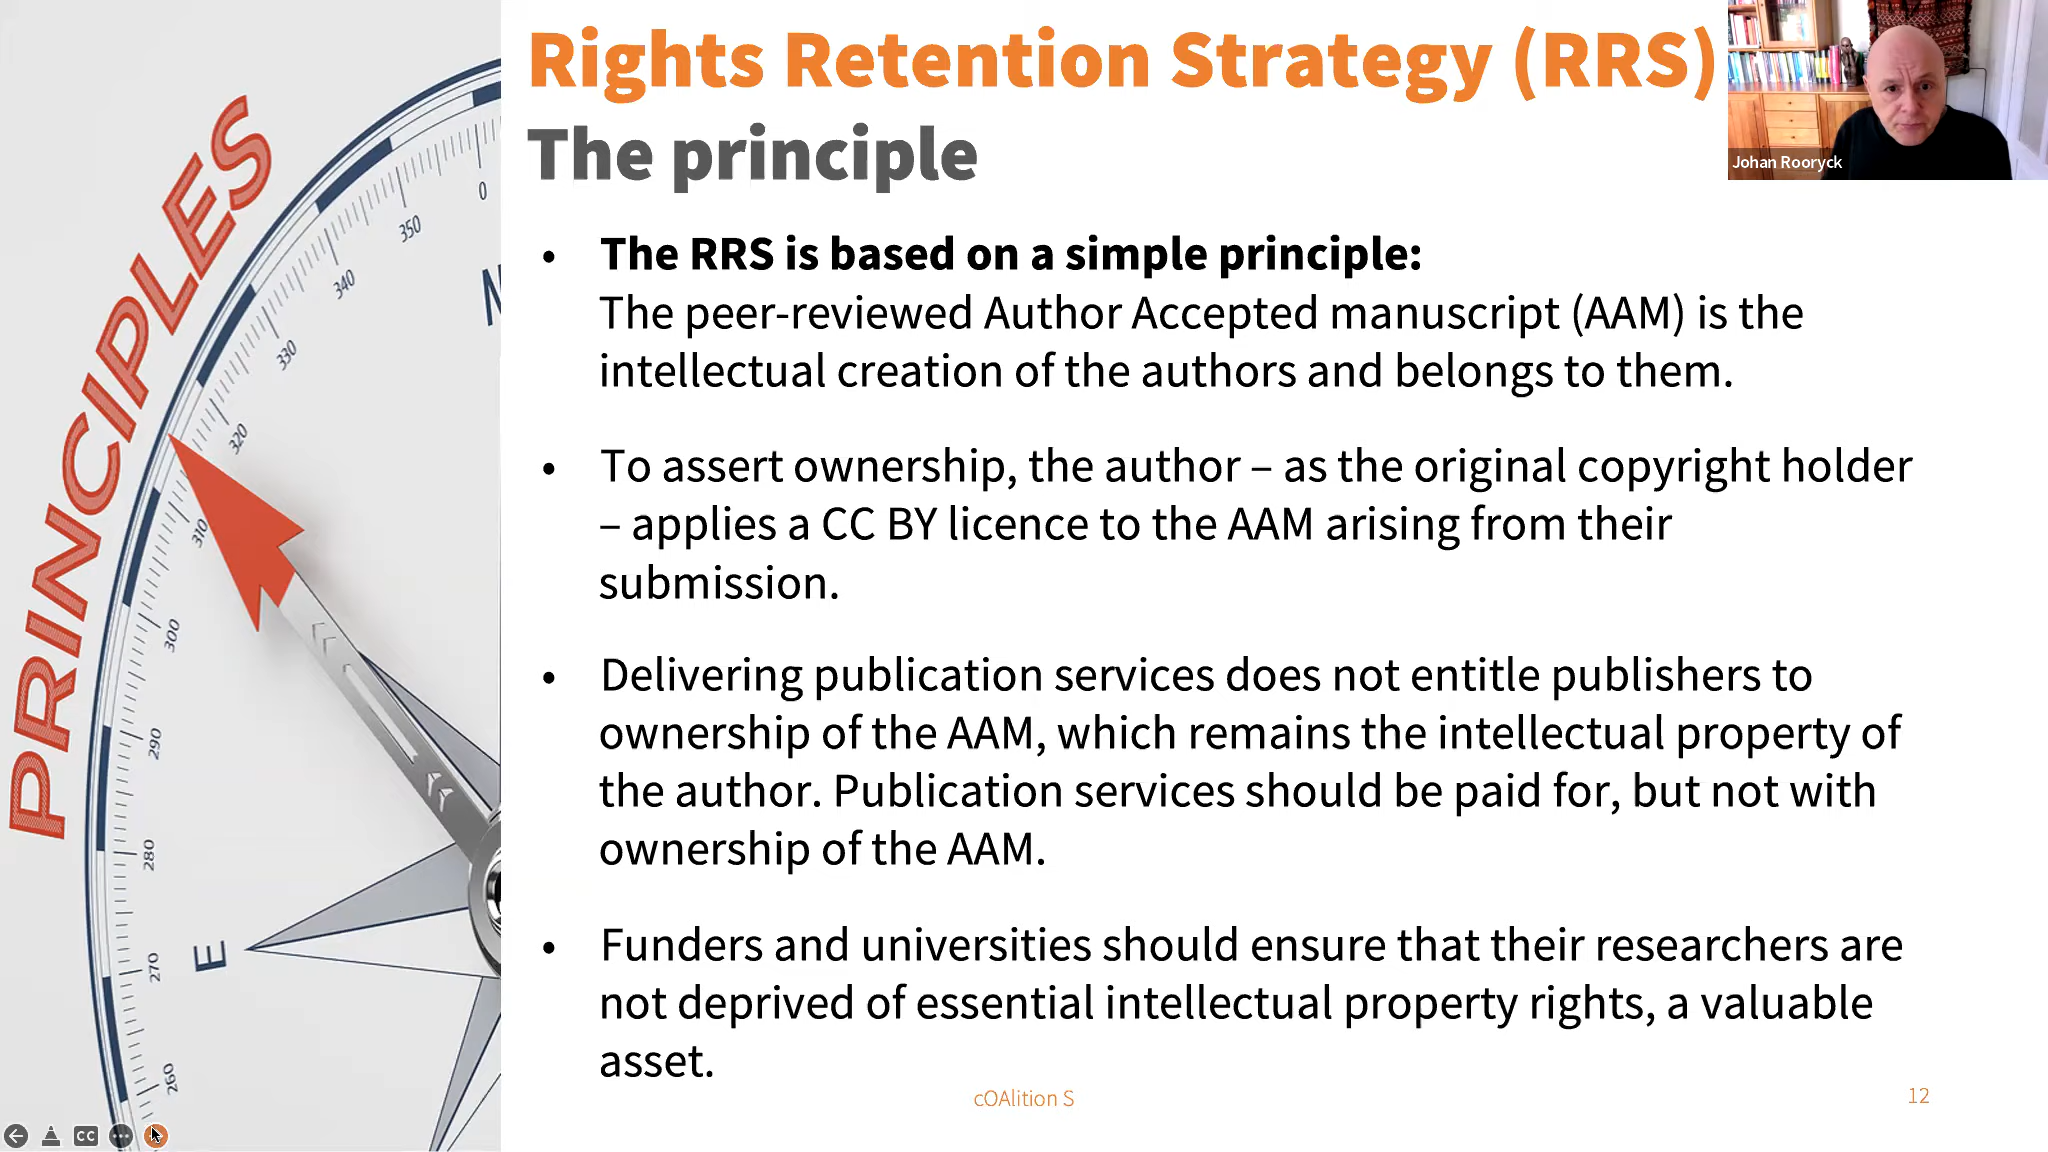 Rights Retention Strategy (RRS)
The principle
Johan Rooryck
PRINCIPLES
• The RRS is based on a simple principle:
The peer-reviewed Author Accepted manuscript (AAM) is the
intellectual creation of the authors and belongs to them.
• To assert ownership, the author – as the original copyright holder
– applies a CC BY licence to the AAM arising from their
submission.
• Delivering publication services does not entitle publishers to
ownership of the AAM, which remains the intellectual property of
the author. Publication services should be paid for, but not with
ownership of the AAM.
• Funders and universities should ensure that their researchers are
not deprived of essential intellectual property rights, a valuable
asset.
cOAlition S
12
0
350
340
330
320
310
300
290
280
270
260
N
E
CC